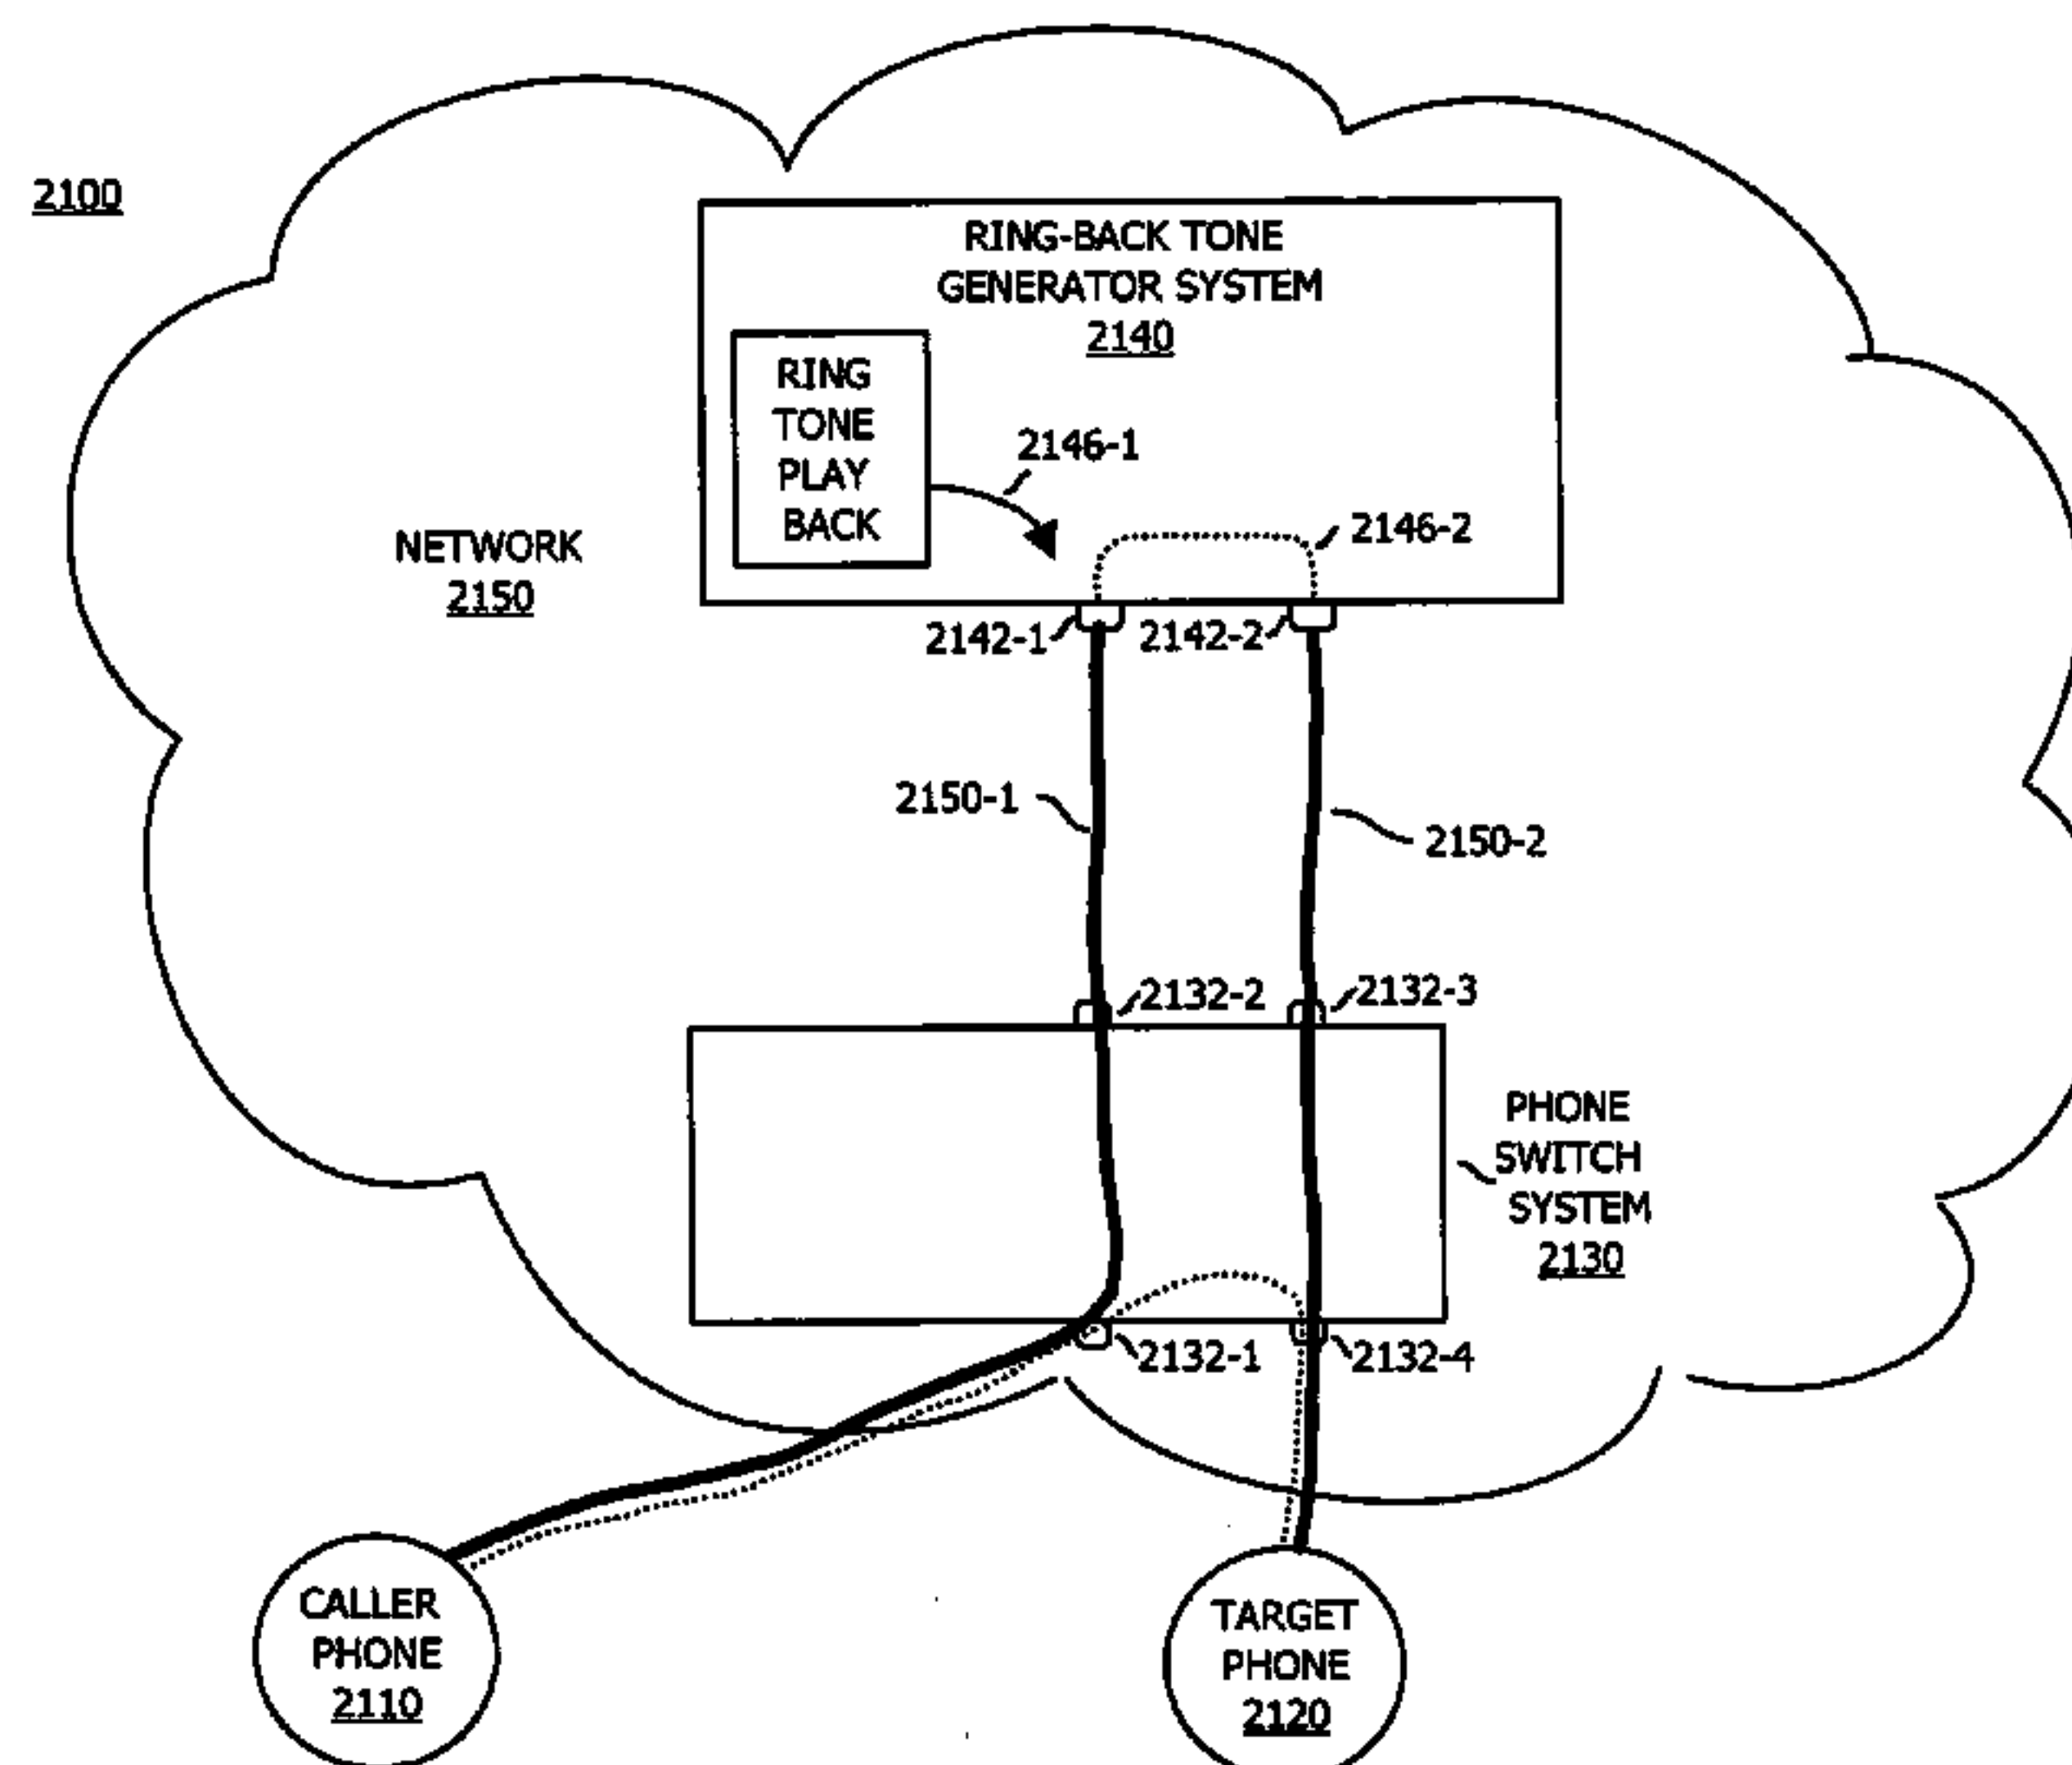 2100
RING-BACK TONE
GENERATOR SYSTEM
2140
RING
TONE
PLAY
BACK
2146-1
2146-2
NETWORK
2150
2142-1
2142-2
2150-1
2150-2
2132-2
2132-3
PHONE
SWITCH
SYSTEM
2130
2132-1
2132-4
CALLER
PHONE
2110
TARGET
PHONE
2120